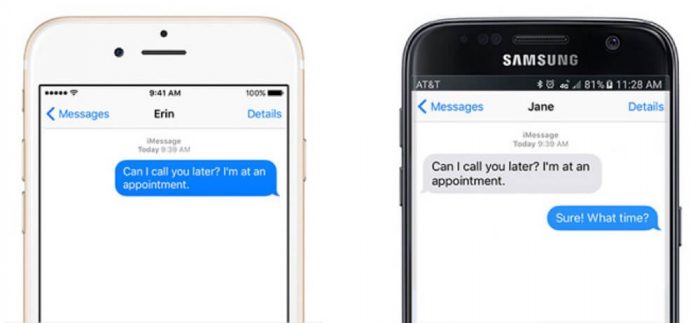 9:41 AM 100%
Messages Erin Details
iMessage
Today 9:39 AM
Can I call you later? I'm at an
appointment.
SAMSUNG
AT&T 4G 81% 11:28 AM
Messages Jane Details
iMessage
Today 9:39 AM
Can I call you later? I'm at an
appointment.
Sure! What time?